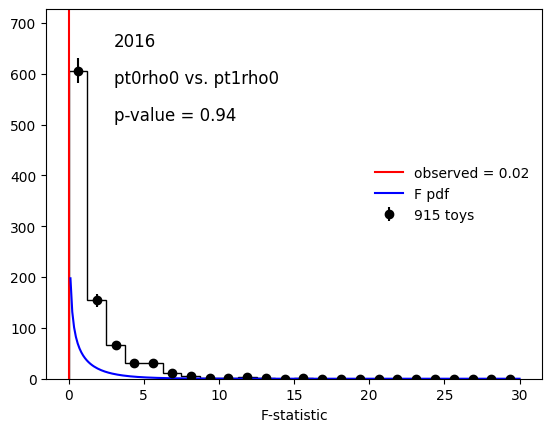 700
600
500
400
300
200
100
0
2016
pt0rho0 vs. pt1rho0
p-value = 0.94
observed = 0.02
F pdf
915 toys
0 5 10 15 20 25 30
F-statistic